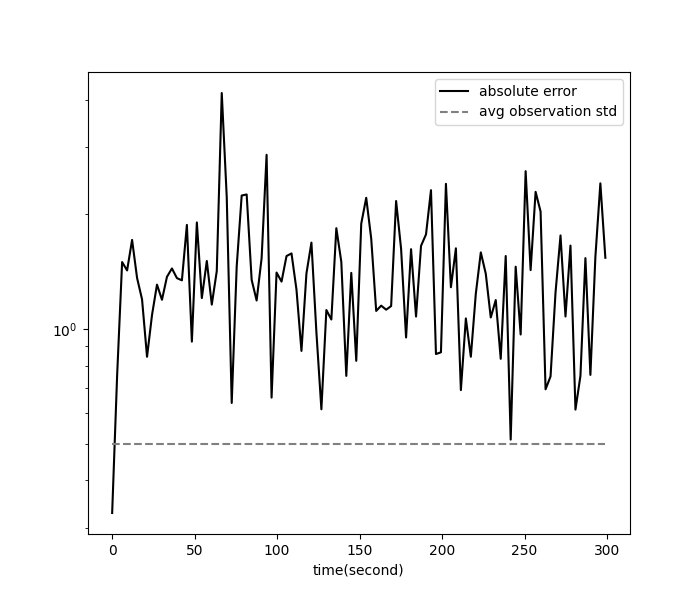 absolute error
avg observation std
10⁰
0 50 100 150 200 250 300
time(second)